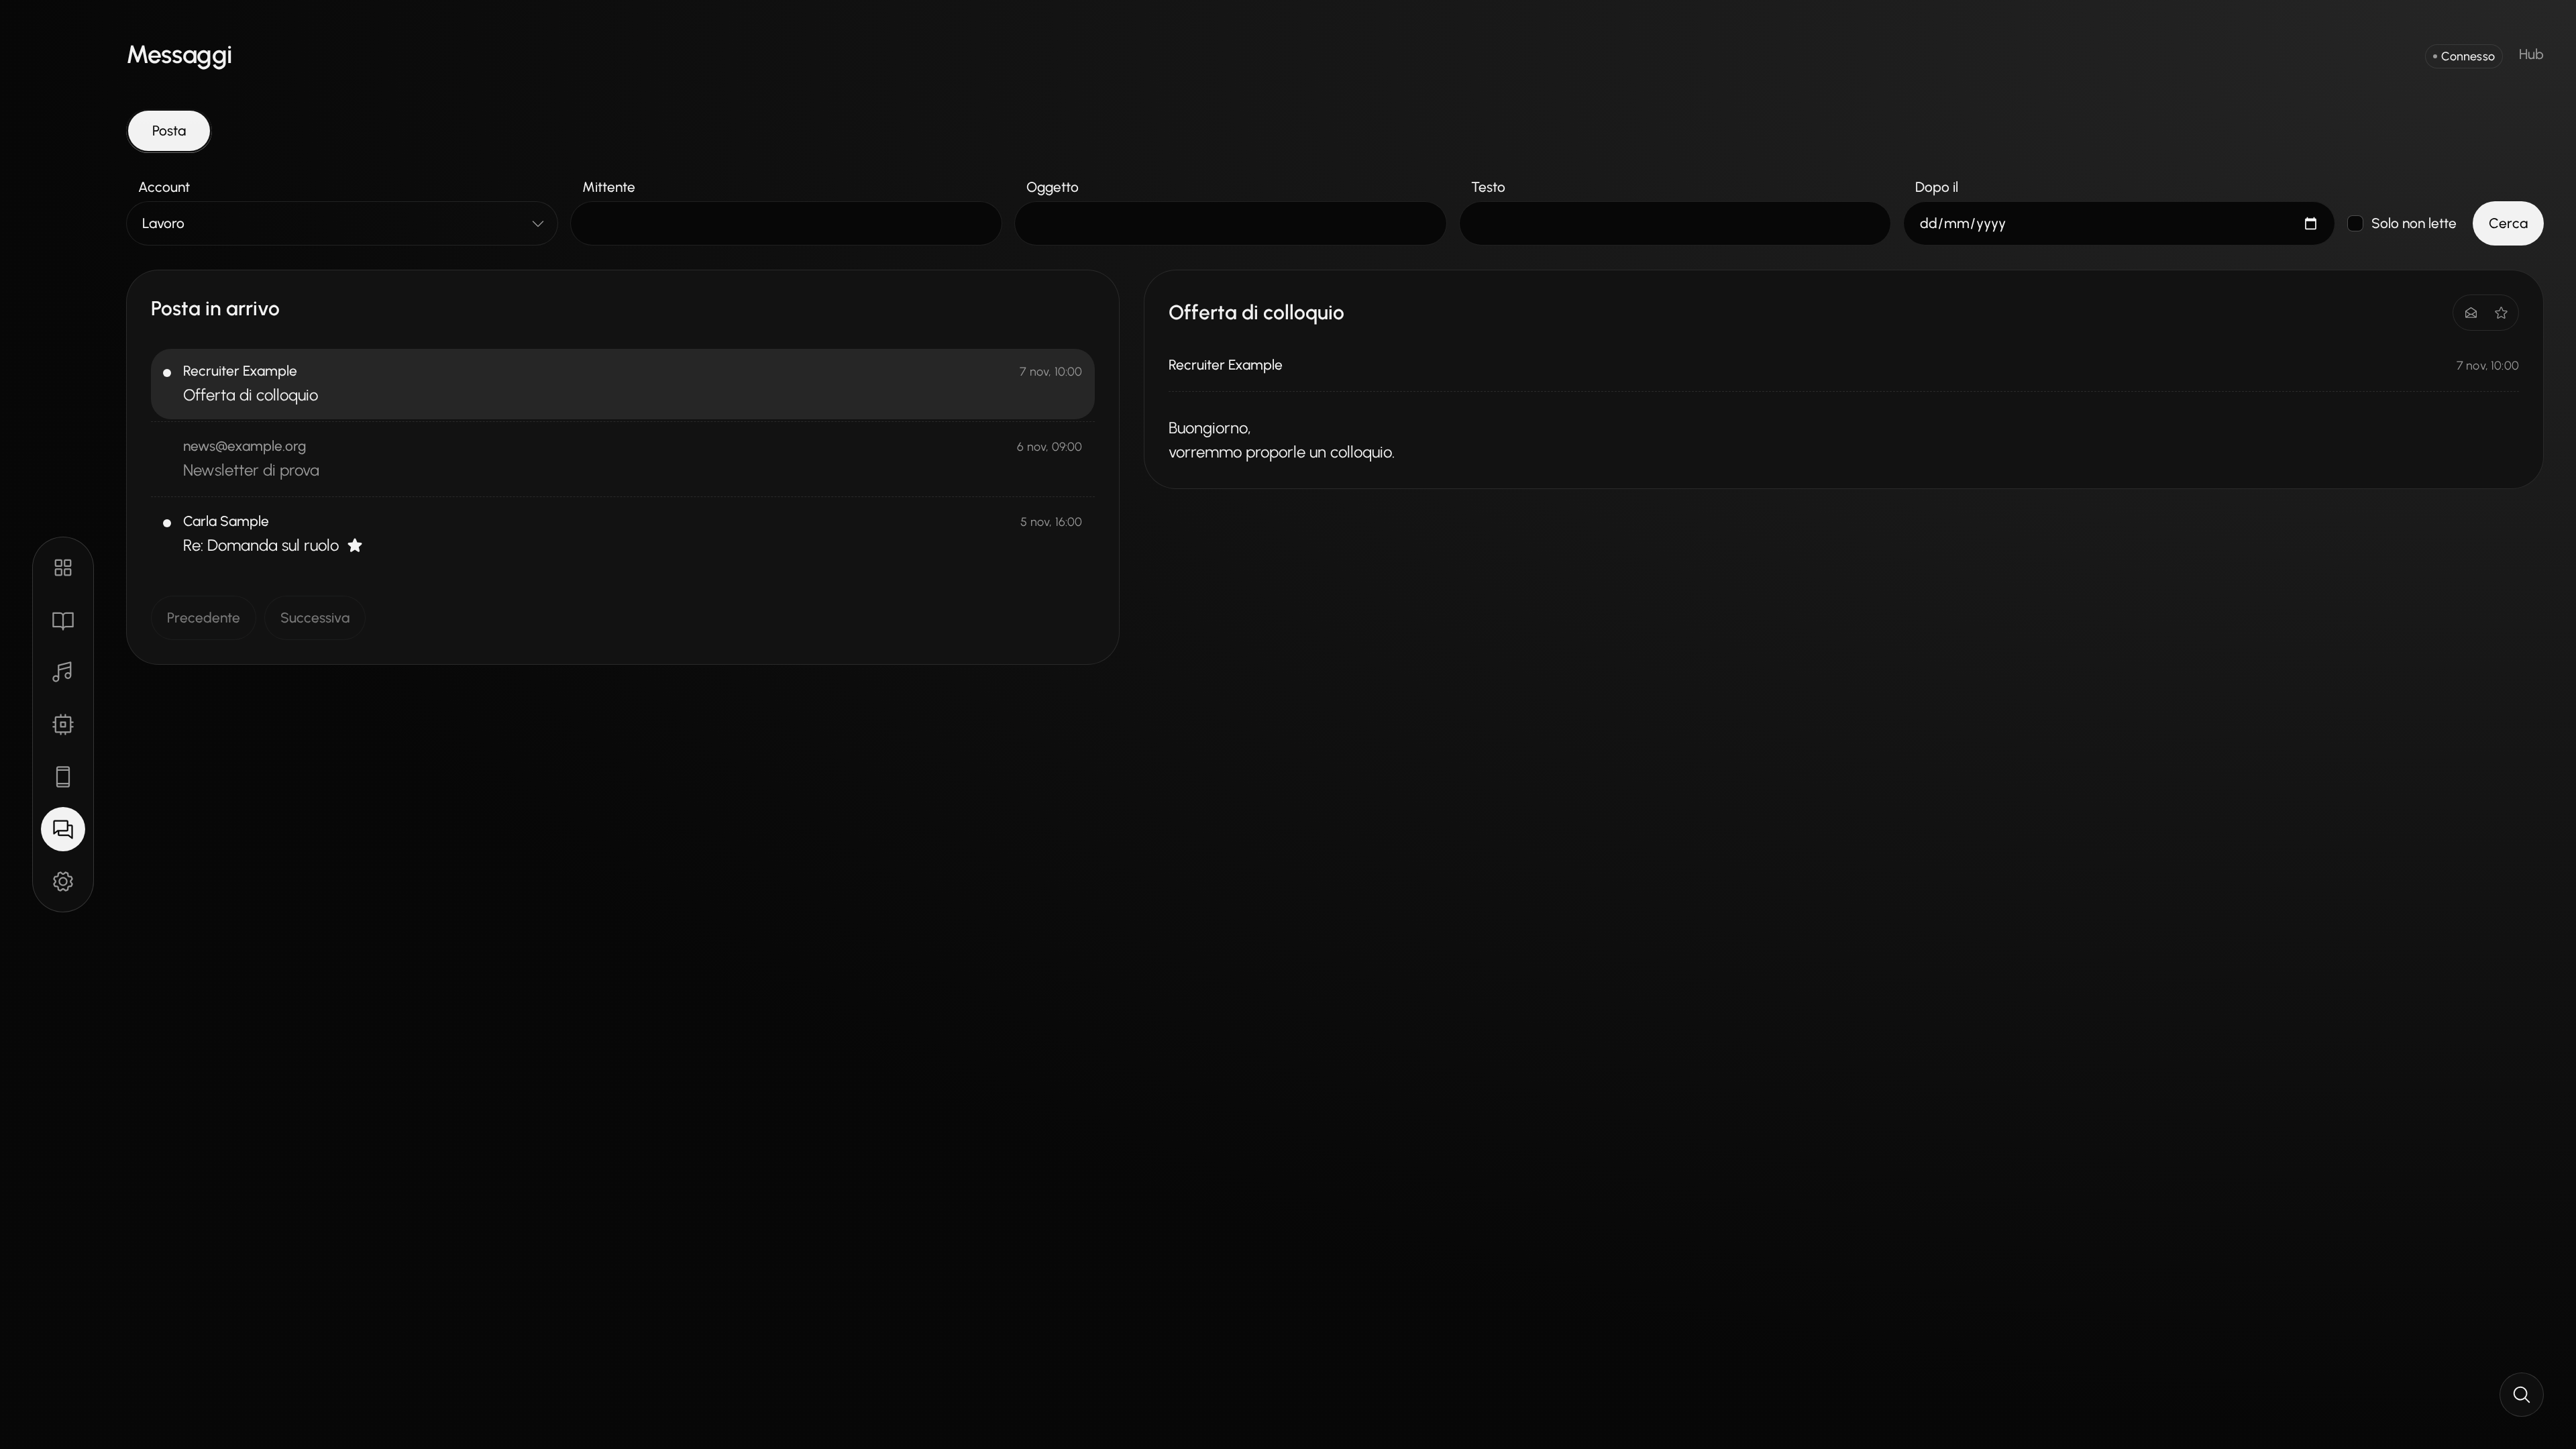 Messaggi
Connesso
Hub
Posta
Account
Mittente
Oggetto
Testo
Dopo il
Lavoro
dd/mm/yyyy
Solo non lette
Cerca
Posta in arrivo
Recruiter Example
7 nov, 10:00
Offerta di colloquio
news@example.org
6 nov, 09:00
Newsletter di prova
Carla Sample
5 nov, 16:00
Re: Domanda sul ruolo
Precedente
Successiva
Offerta di colloquio
Recruiter Example
7 nov, 10:00
Buongiorno,
vorremmo proporle un colloquio.